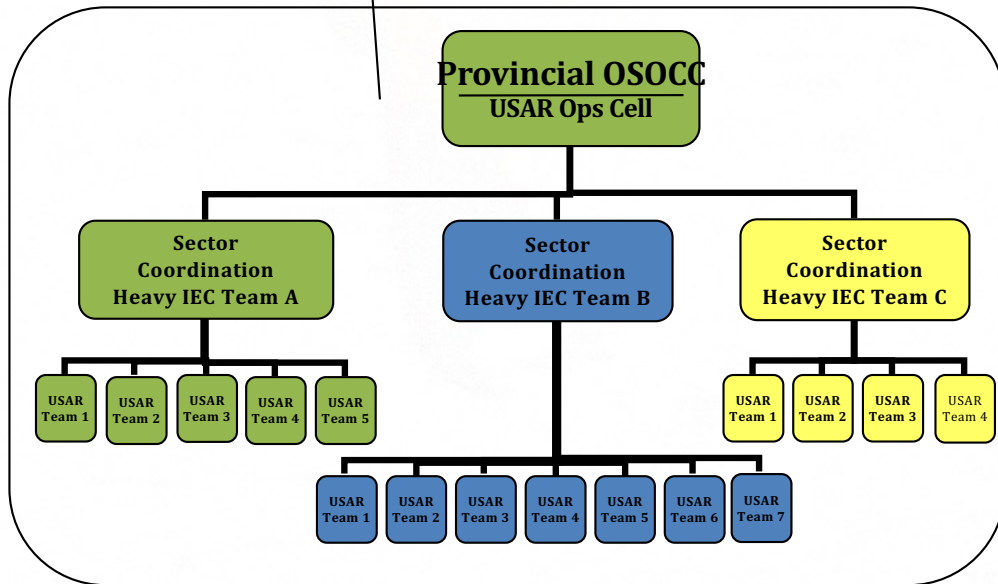 Provincial OSOCC
USAR Ops Cell
Sector
Coordination
Heavy IEC Team A
Sector
Coordination
Heavy IEC Team B
Sector
Coordination
Heavy IEC Team C
USAR
Team 1
USAR
Team 2
USAR
Team 3
USAR
Team 4
USAR
Team 5
USAR
Team 1
USAR
Team 2
USAR
Team 3
USAR
Team 4
USAR
Team 1
USAR
Team 2
USAR
Team 3
USAR
Team 4
USAR
Team 5
USAR
Team 6
USAR
Team 7